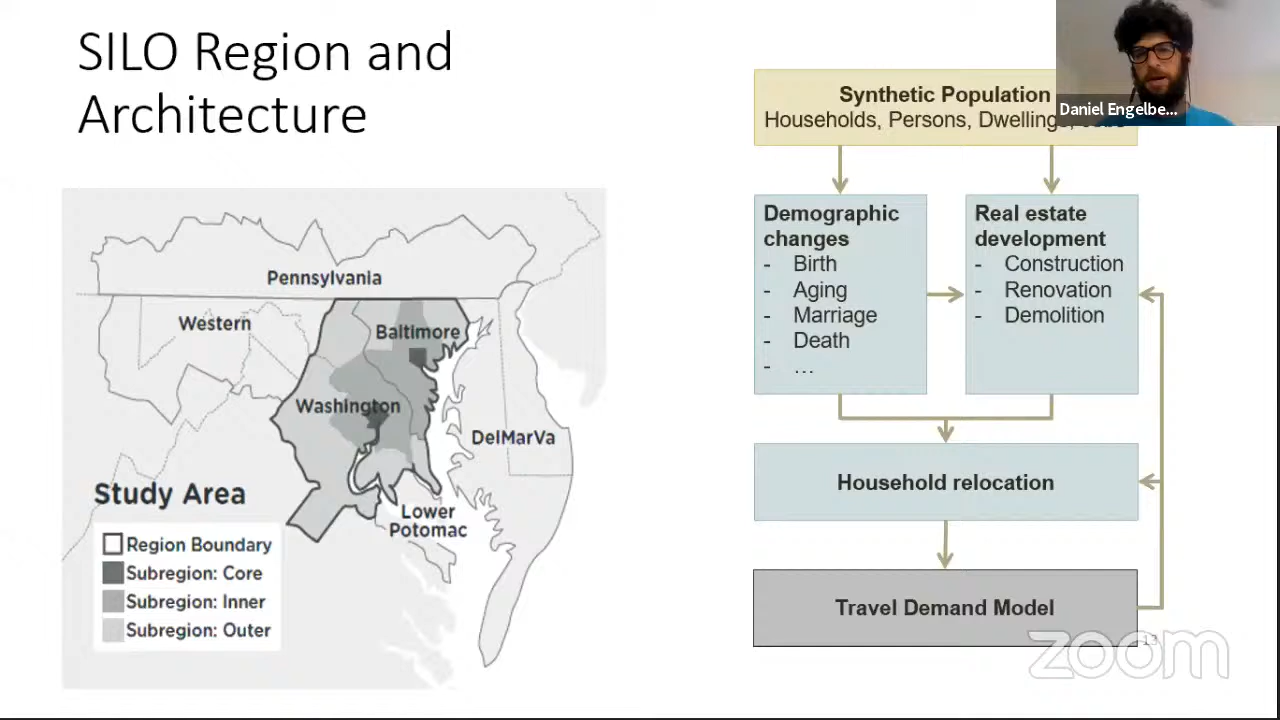 SILO Region and
Architecture
Pennsylvania
Western
Baltimore
Washington
DelMarVa
Lower
Potomac
Study Area
Region Boundary
Subregion: Core
Subregion: Inner
Subregion: Outer
Synthetic Population
Households, Persons, Dwellings,
Demographic
changes
- Birth
- Aging
- Marriage
- Death
- …
Real estate
development
- Construction
- Renovation
- Demolition
Household relocation
Travel Demand Model
Daniel Engelbe...
13
zoom